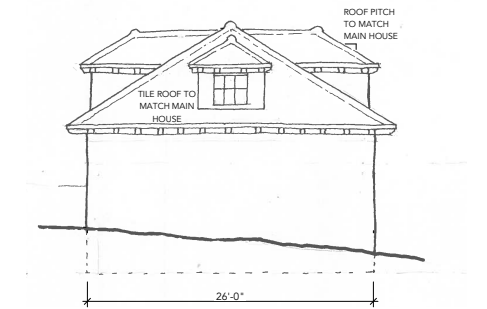 ROOF PITCH
TO MATCH
MAIN HOUSE
TILE ROOF TO
MATCH MAIN
HOUSE
26'-0"